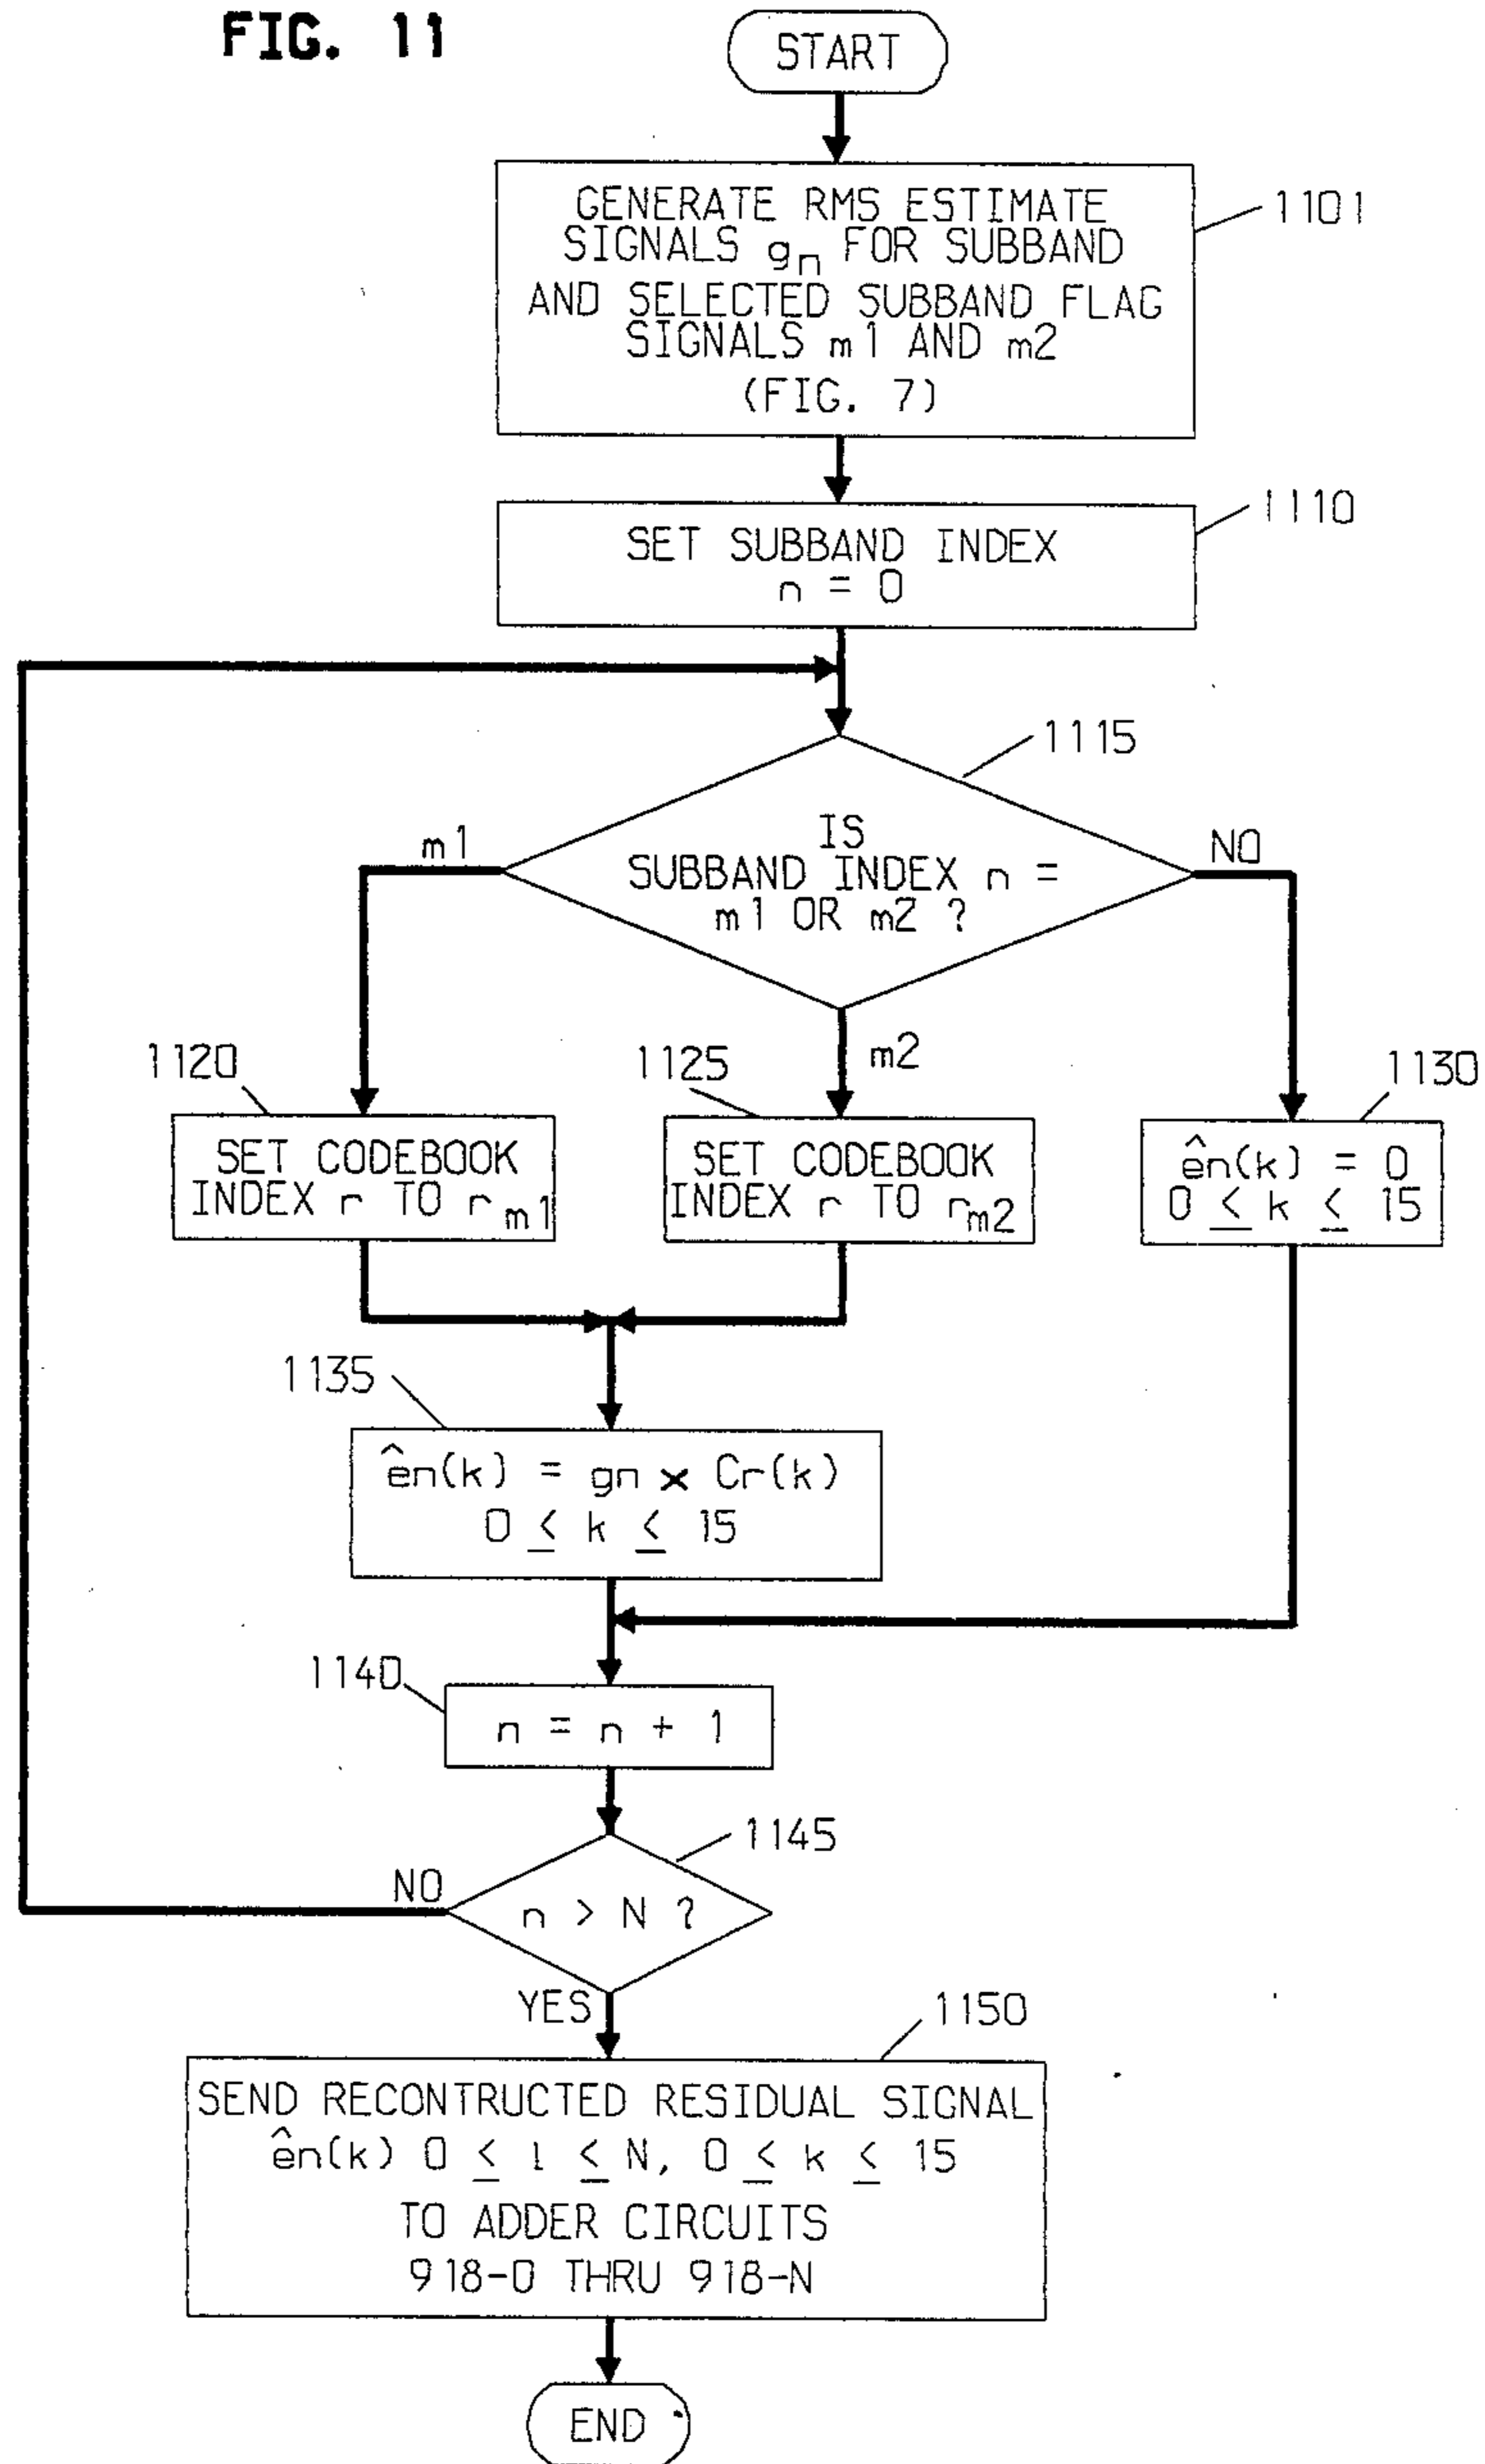 FIG. 11
START
GENERATE RMS ESTIMATE
SIGNALS gn FOR SUBBAND
AND SELECTED SUBBAND FLAG
SIGNALS m1 AND m2
(FIG. 7)
1101
SET SUBBAND INDEX
n = 0
1110
1115
IS
SUBBAND INDEX n =
m1 OR m2 ?
m1
NO
m2
1120
SET CODEBOOK
INDEX r TO rm1
1125
SET CODEBOOK
INDEX r TO rm2
1130
ên(k) = 0
0 ≤ k ≤ 15
1135
ên(k) = gn × Cr(k)
0 ≤ k ≤ 15
1140
n = n + 1
1145
n > N ?
NO
YES
1150
SEND RECONTRUCTED RESIDUAL SIGNAL
ên(k) 0 ≤ 1 ≤ N, 0 ≤ k ≤ 15
TO ADDER CIRCUITS
918-0 THRU 918-N
END